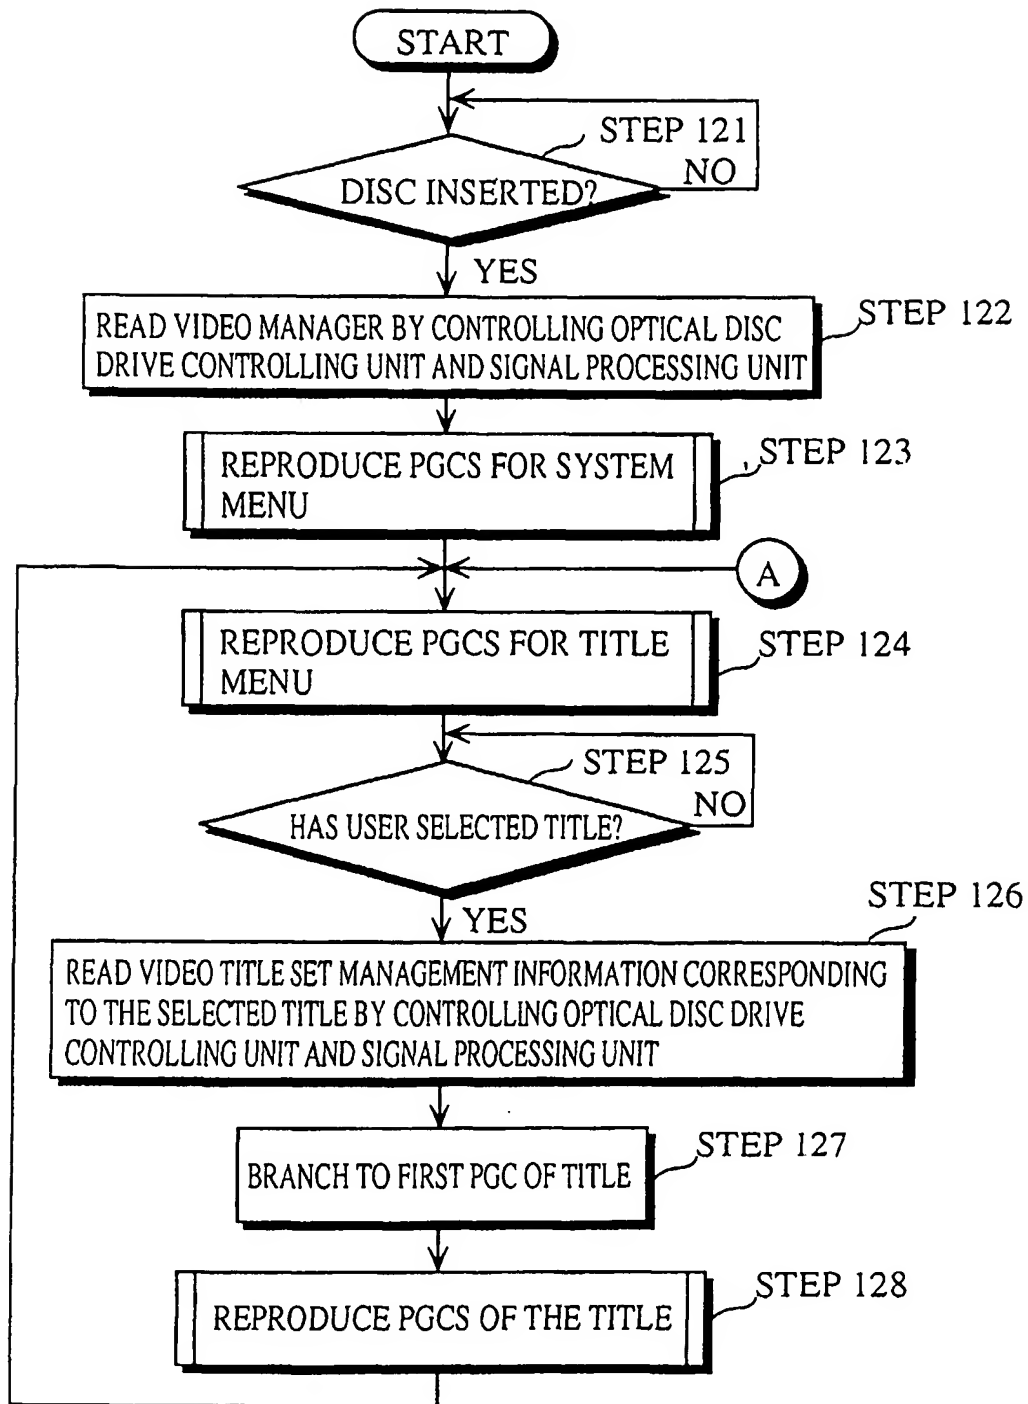 START
STEP 121
NO
DISC INSERTED?
YES
STEP 122
READ VIDEO MANAGER BY CONTROLLING OPTICAL DISC
DRIVE CONTROLLING UNIT AND SIGNAL PROCESSING UNIT
STEP 123
REPRODUCE PGCS FOR SYSTEM
MENU
A
REPRODUCE PGCS FOR TITLE
MENU
STEP 124
STEP 125
NO
HAS USER SELECTED TITLE?
STEP 126
YES
READ VIDEO TITLE SET MANAGEMENT INFORMATION CORRESPONDING
TO THE SELECTED TITLE BY CONTROLLING OPTICAL DISC DRIVE
CONTROLLING UNIT AND SIGNAL PROCESSING UNIT
STEP 127
BRANCH TO FIRST PGC OF TITLE
STEP 128
REPRODUCE PGCS OF THE TITLE